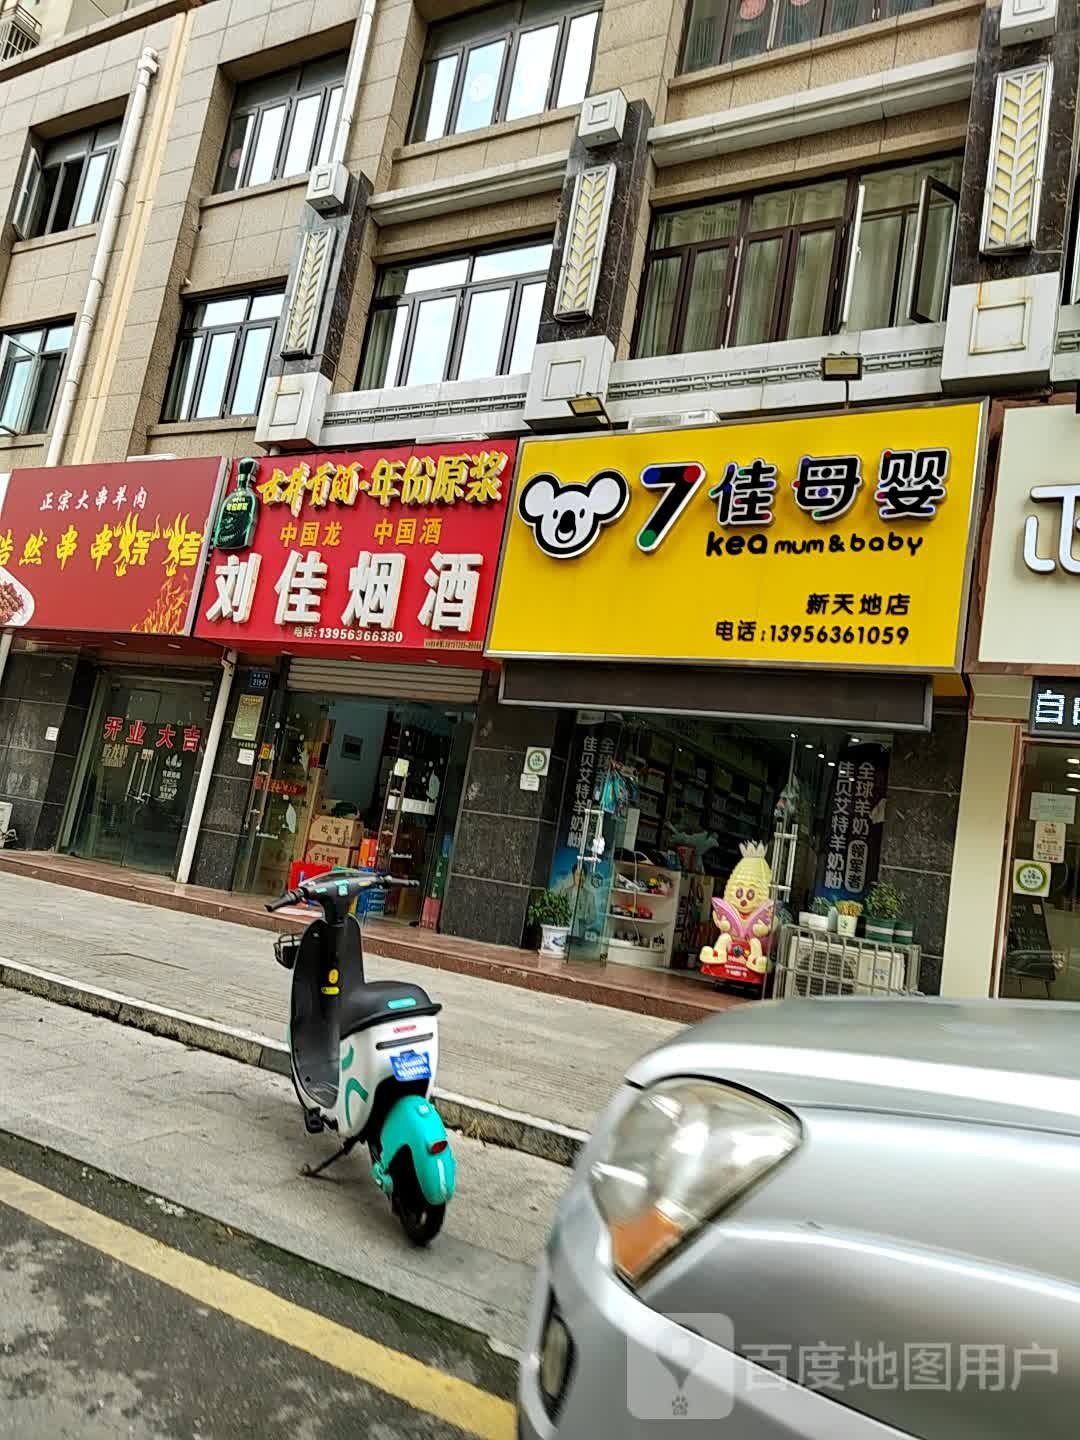 正宗大串羊肉
浩然串串烧烤
古井贡酒·年份原浆
中国龙 中国酒
刘佳烟酒
电话:13956366380
7佳母婴
kea mum & baby
新天地店
电话:13956361059
开业大吉
佳贝艾特羊奶粉
全球羊奶 领军者
佳贝艾特羊奶粉
百度地图用户